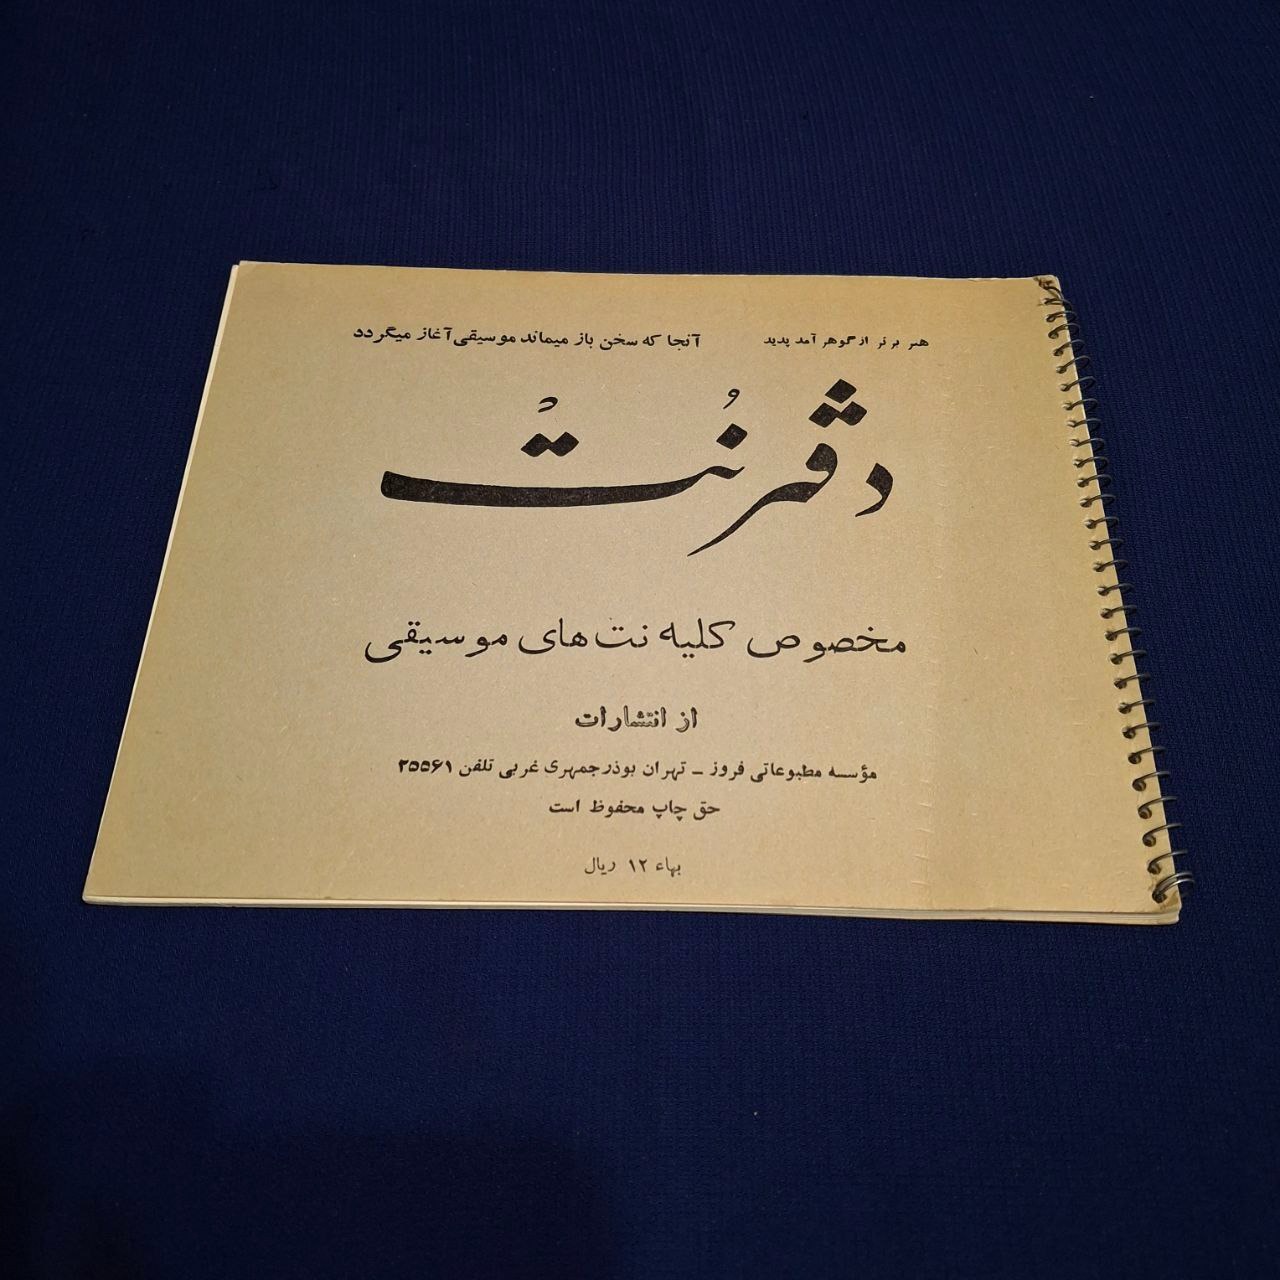 هنر برتر از گوهر آمد پدید
آنجا که سخن باز میماند موسیقی آغاز میگردد
دفتر نُتْ
مخصوص کلیه نت‌های موسیقی
از انتشارات
مؤسسه مطبوعاتی فروز - تهران بوذرجمهری غربی تلفن ۲۵۵۶۱
حق چاپ محفوظ است
بهاء ۱۲ ریال